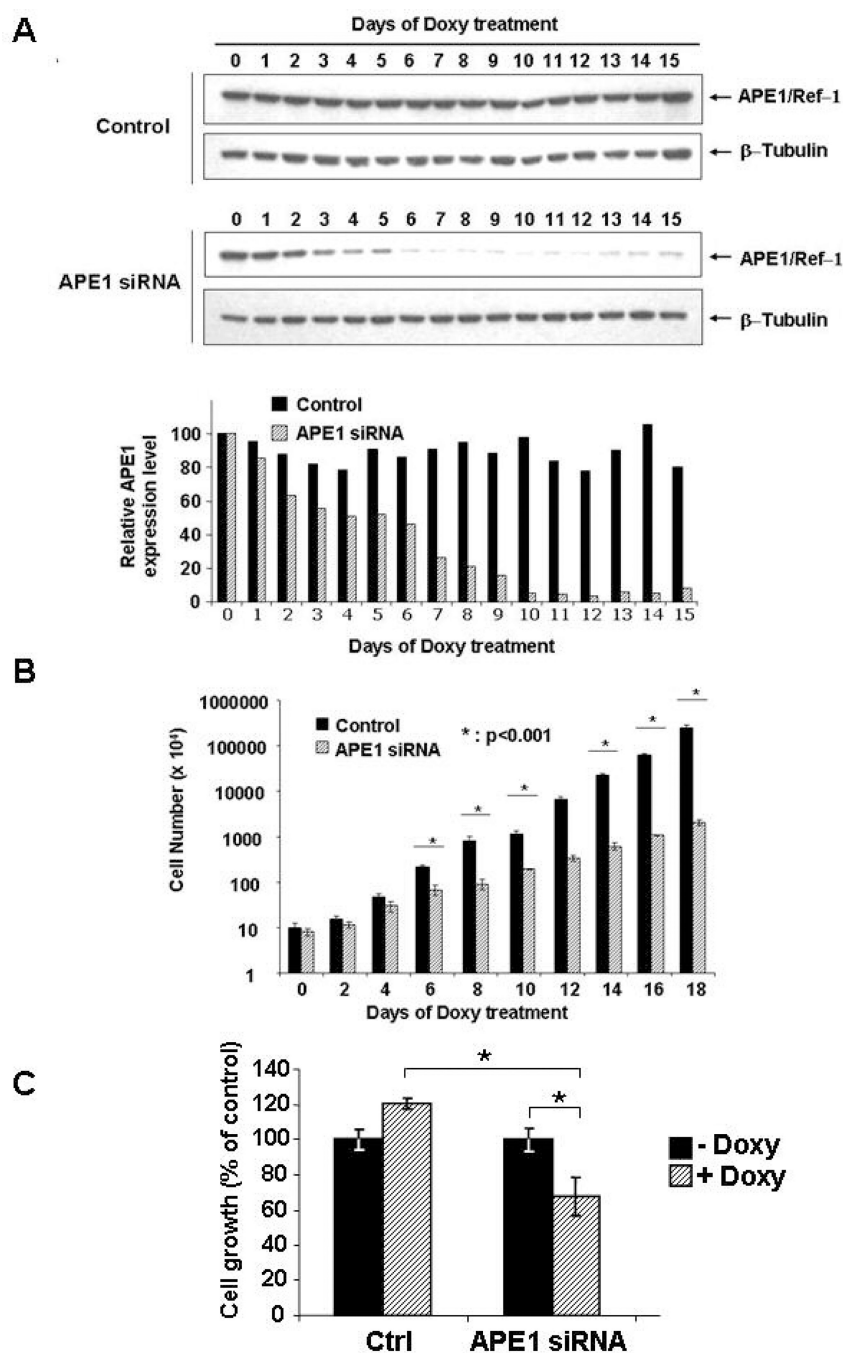 A
Days of Doxy treatment
0 1 2 3 4 5 6 7 8 9 10 11 12 13 14 15
Control
← APE1/Ref-1
← β-Tubulin
0 1 2 3 4 5 6 7 8 9 10 11 12 13 14 15
APE1 siRNA
← APE1/Ref-1
← β-Tubulin
Relative APE1
expression level
100
80
60
40
20
0
Control
APE1 siRNA
0 1 2 3 4 5 6 7 8 9 10 11 12 13 14 15
Days of Doxy treatment
B
Cell Number (x 10⁴)
1000000
100000
10000
1000
100
10
1
Control
APE1 siRNA
* : p<0.001
* * * * * *
0 2 4 6 8 10 12 14 16 18
Days of Doxy treatment
C
Cell growth (% of control)
140
120
100
80
60
40
20
0
*
*
- Doxy
+ Doxy
Ctrl APE1 siRNA